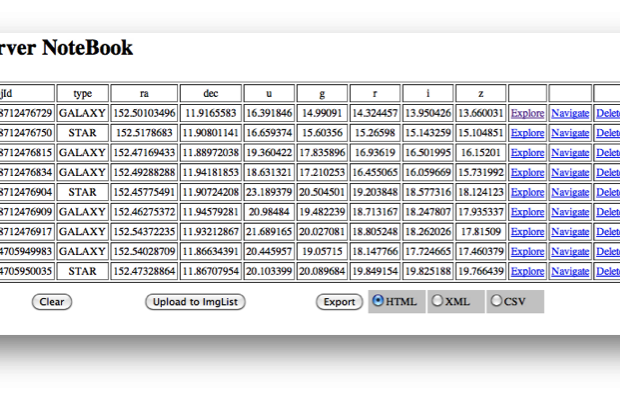 rver NoteBook
jId type ra dec u g r i z
8712476729 GALAXY 152.50103496 11.9165583 16.391846 14.99091 14.324457 13.950426 13.660031 Explore Navigate Delet
8712476750 STAR 152.5178683 11.90801141 16.659374 15.60356 15.26598 15.143259 15.104851 Explore Navigate Delet
8712476815 GALAXY 152.47169433 11.88972038 19.360422 17.835896 16.93619 16.501995 16.15201 Explore Navigate Delet
8712476834 GALAXY 152.49288288 11.94181853 18.631321 17.210253 16.455065 16.059669 15.731992 Explore Navigate Delet
8712476904 STAR 152.45775491 11.90724208 23.189379 20.504501 19.203848 18.577316 18.124123 Explore Navigate Delet
8712476909 GALAXY 152.46275372 11.94579281 20.98484 19.482239 18.713167 18.247807 17.935337 Explore Navigate Delet
8712476917 GALAXY 152.54372235 11.93212867 21.689165 20.027081 18.805248 18.262026 17.81509 Explore Navigate Delet
4705949983 GALAXY 152.54028709 11.86634391 20.445957 19.05715 18.147766 17.724665 17.460379 Explore Navigate Delet
4705950035 STAR 152.47328864 11.86707954 20.103399 20.089684 19.849154 19.825188 19.766439 Explore Navigate Delet
Clear Upload to ImgList Export HTML XML CSV